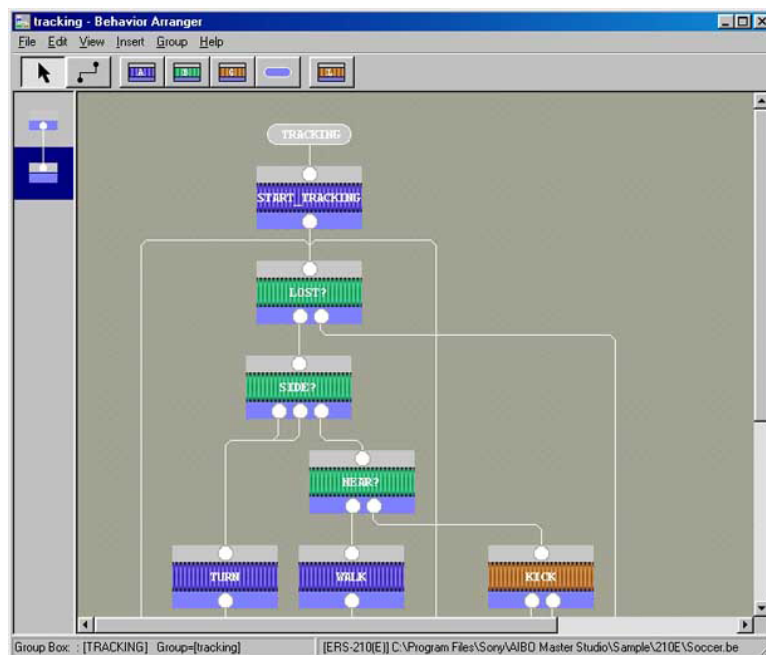 tracking - Behavior Arranger
File Edit View Insert Group Help
A B C L
TRACKING
START_TRACKING
LOST?
SIDE?
NEAR?
TURN WALK KICK
Group Box: : [TRACKING] Group=[tracking] [ERS-210(E)] C:\Program Files\Sony\AIBO Master Studio\Sample\210E\Soccer.be